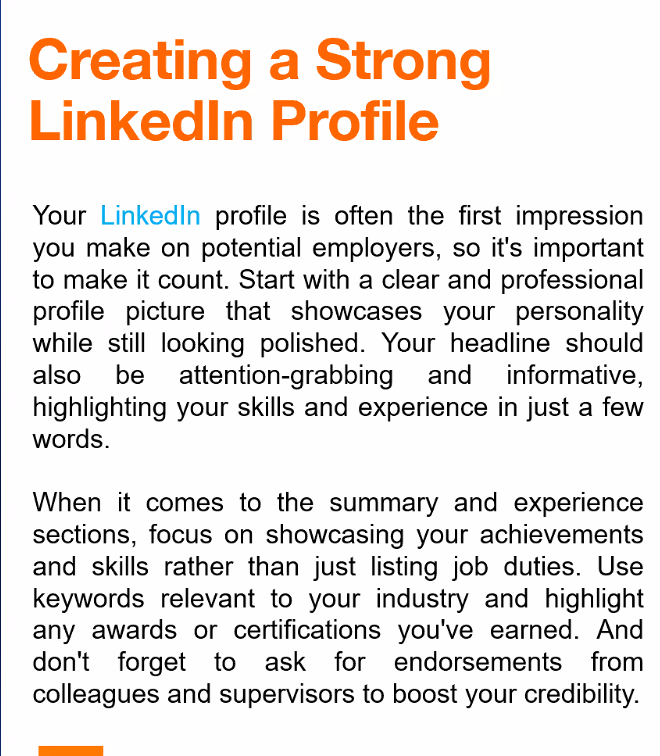 Creating a Strong
LinkedIn Profile
Your LinkedIn profile is often the first impression
you make on potential employers, so it's important
to make it count. Start with a clear and professional
profile picture that showcases your personality
while still looking polished. Your headline should
also be attention-grabbing and informative,
highlighting your skills and experience in just a few
words.
When it comes to the summary and experience
sections, focus on showcasing your achievements
and skills rather than just listing job duties. Use
keywords relevant to your industry and highlight
any awards or certifications you've earned. And
don't forget to ask for endorsements from
colleagues and supervisors to boost your credibility.